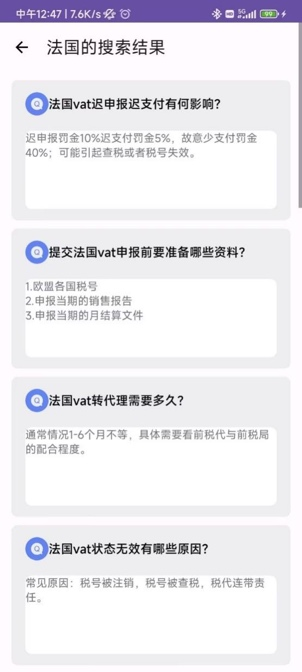 中午12:47 | 7.6K/s
5G
99
法国的搜索结果
Q
法国vat迟申报迟支付有何影响?
迟申报罚金10%迟支付罚金5%，故意少支付罚金
40%；可能引起查税或者税号失效。
Q
提交法国vat申报前要准备哪些资料?
1.欧盟各国税号
2.申报当期的销售报告
3.申报当期的月结算文件
Q
法国vat转代理需要多久?
通常情况1-6个月不等，具体需要看前税代与前税局
的配合程度。
Q
法国vat状态无效有哪些原因?
常见原因：税号被注销，税号被查税，税代连带责
任。